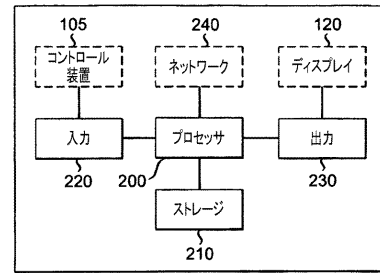 105
240
120
コントロール
装置
ネットワーク
ディスプレイ
入力
プロセッサ
出力
220
200
230
ストレージ
210